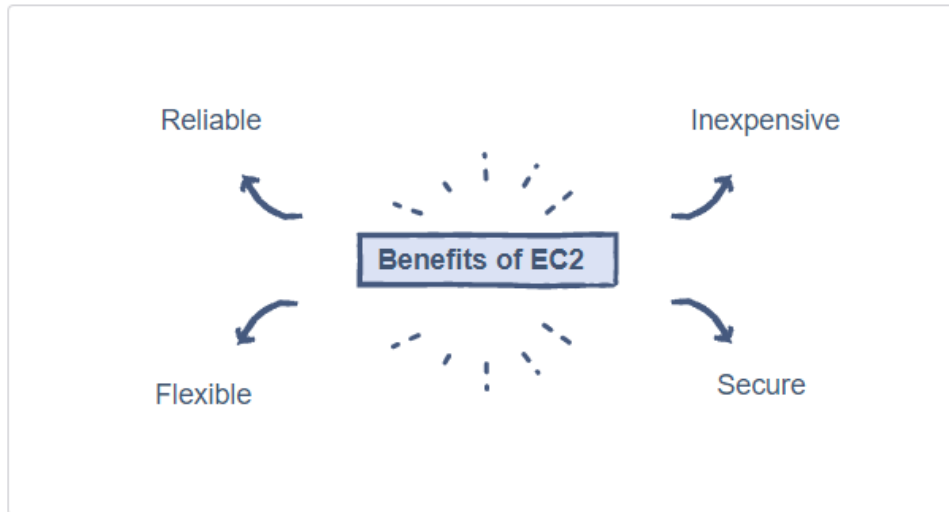 Reliable
Inexpensive
Benefits of EC2
Flexible
Secure